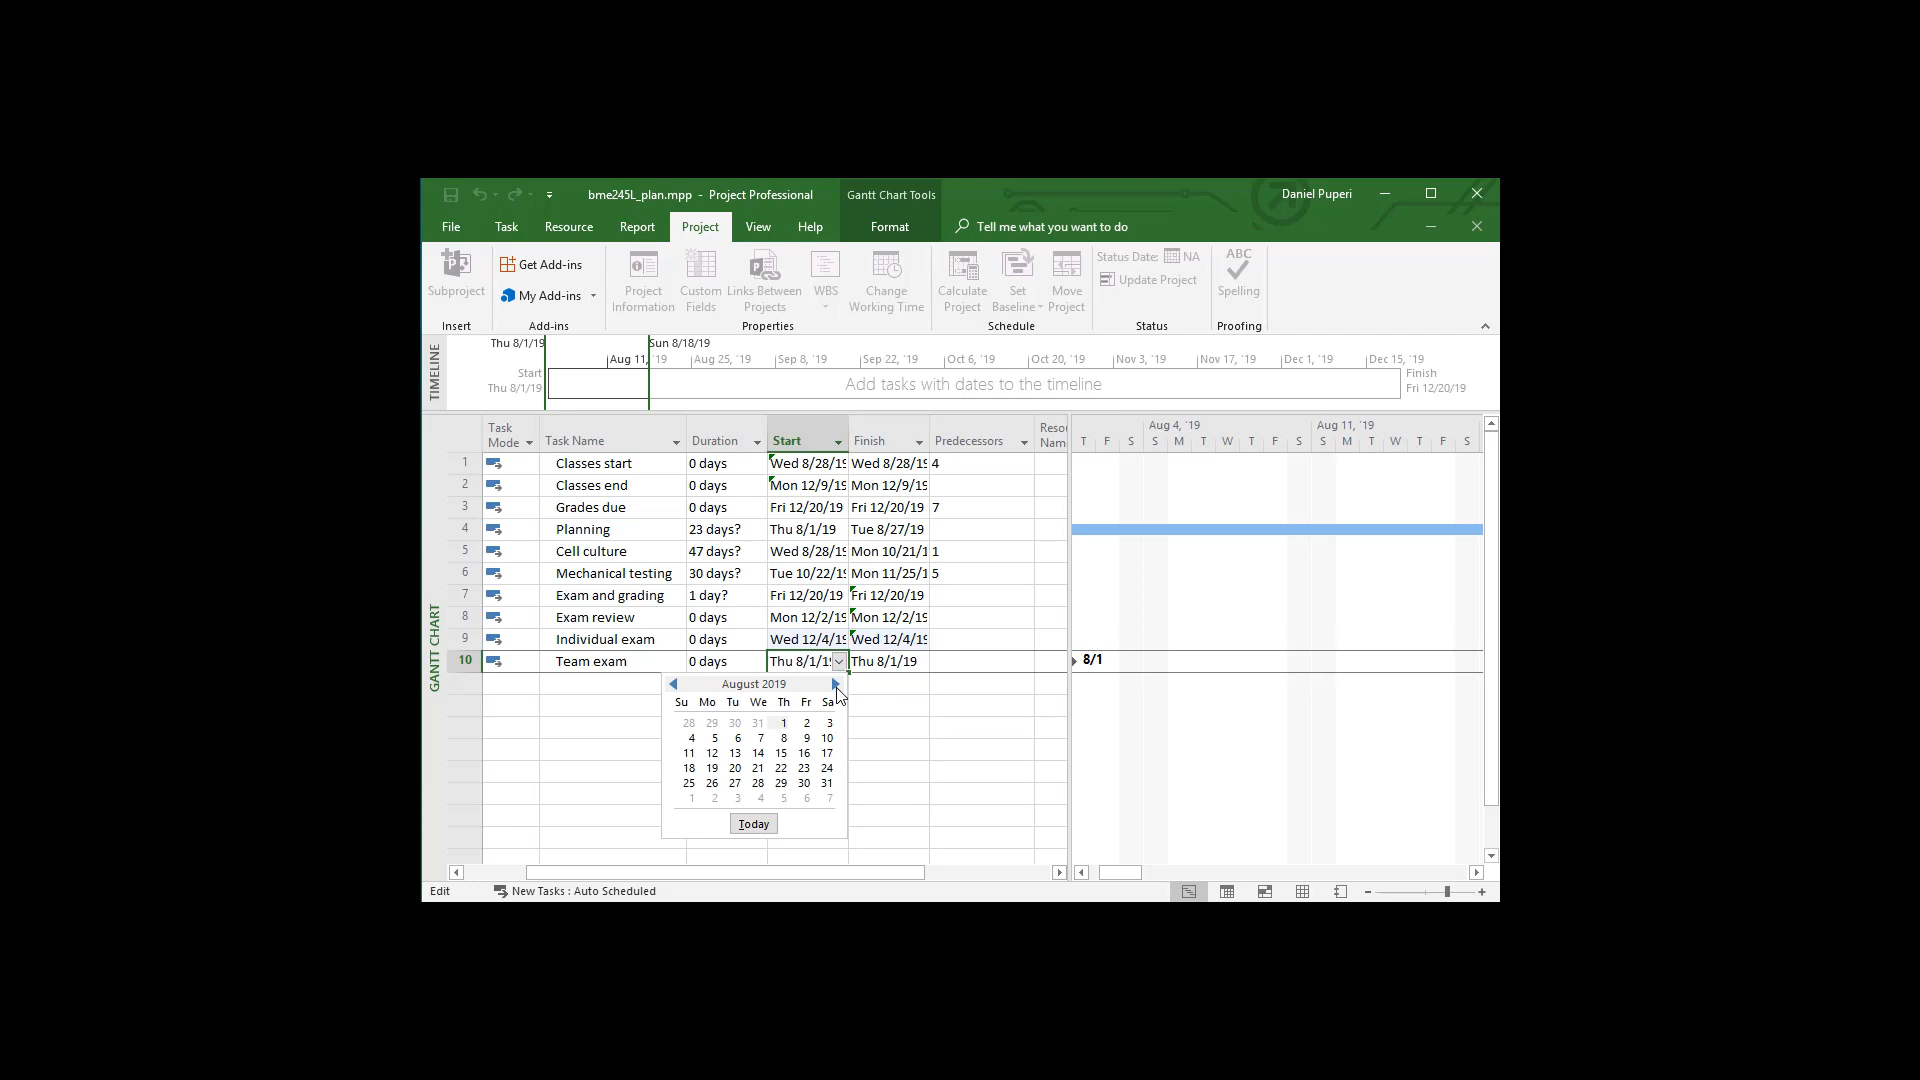 bme245L_plan.mpp - Project Professional
Gantt Chart Tools
Daniel Puperi
File Task Resource Report Project View Help Format Tell me what you want to do
Subproject
Get Add-ins
My Add-ins
Project Information
Custom Fields
Links Between Projects
WBS
Change Working Time
Calculate Project
Set Baseline
Move Project
Status Date: NA
Update Project
ABC
Spelling
Insert Add-ins Properties Schedule Status Proofing
TIMELINE
Thu 8/1/19 Sun 8/18/19
Aug 11, '19 Aug 25, '19 Sep 8, '19 Sep 22, '19 Oct 6, '19 Oct 20, '19 Nov 3, '19 Nov 17, '19 Dec 1, '19 Dec 15, '19
Start
Thu 8/1/19
Add tasks with dates to the timeline
Finish
Fri 12/20/19
GANTT CHART
Task Mode Task Name Duration Start Finish Predecessors Resou Nam
Aug 4, '19 Aug 11, '19
T F S S M T W T F S S M T W T F S
1 Classes start 0 days Wed 8/28/19 Wed 8/28/19 4
2 Classes end 0 days Mon 12/9/19 Mon 12/9/19
3 Grades due 0 days Fri 12/20/19 Fri 12/20/19 7
4 Planning 23 days? Thu 8/1/19 Tue 8/27/19
5 Cell culture 47 days? Wed 8/28/19 Mon 10/21/1 1
6 Mechanical testing 30 days? Tue 10/22/19 Mon 11/25/1 5
7 Exam and grading 1 day? Fri 12/20/19 Fri 12/20/19
8 Exam review 0 days Mon 12/2/19 Mon 12/2/19
9 Individual exam 0 days Wed 12/4/19 Wed 12/4/19
10 Team exam 0 days Thu 8/1/1 Thu 8/1/19 8/1
August 2019
Su Mo Tu We Th Fr Sa
28 29 30 31 1 2 3
4 5 6 7 8 9 10
11 12 13 14 15 16 17
18 19 20 21 22 23 24
25 26 27 28 29 30 31
1 2 3 4 5 6 7
Today
Edit New Tasks : Auto Scheduled